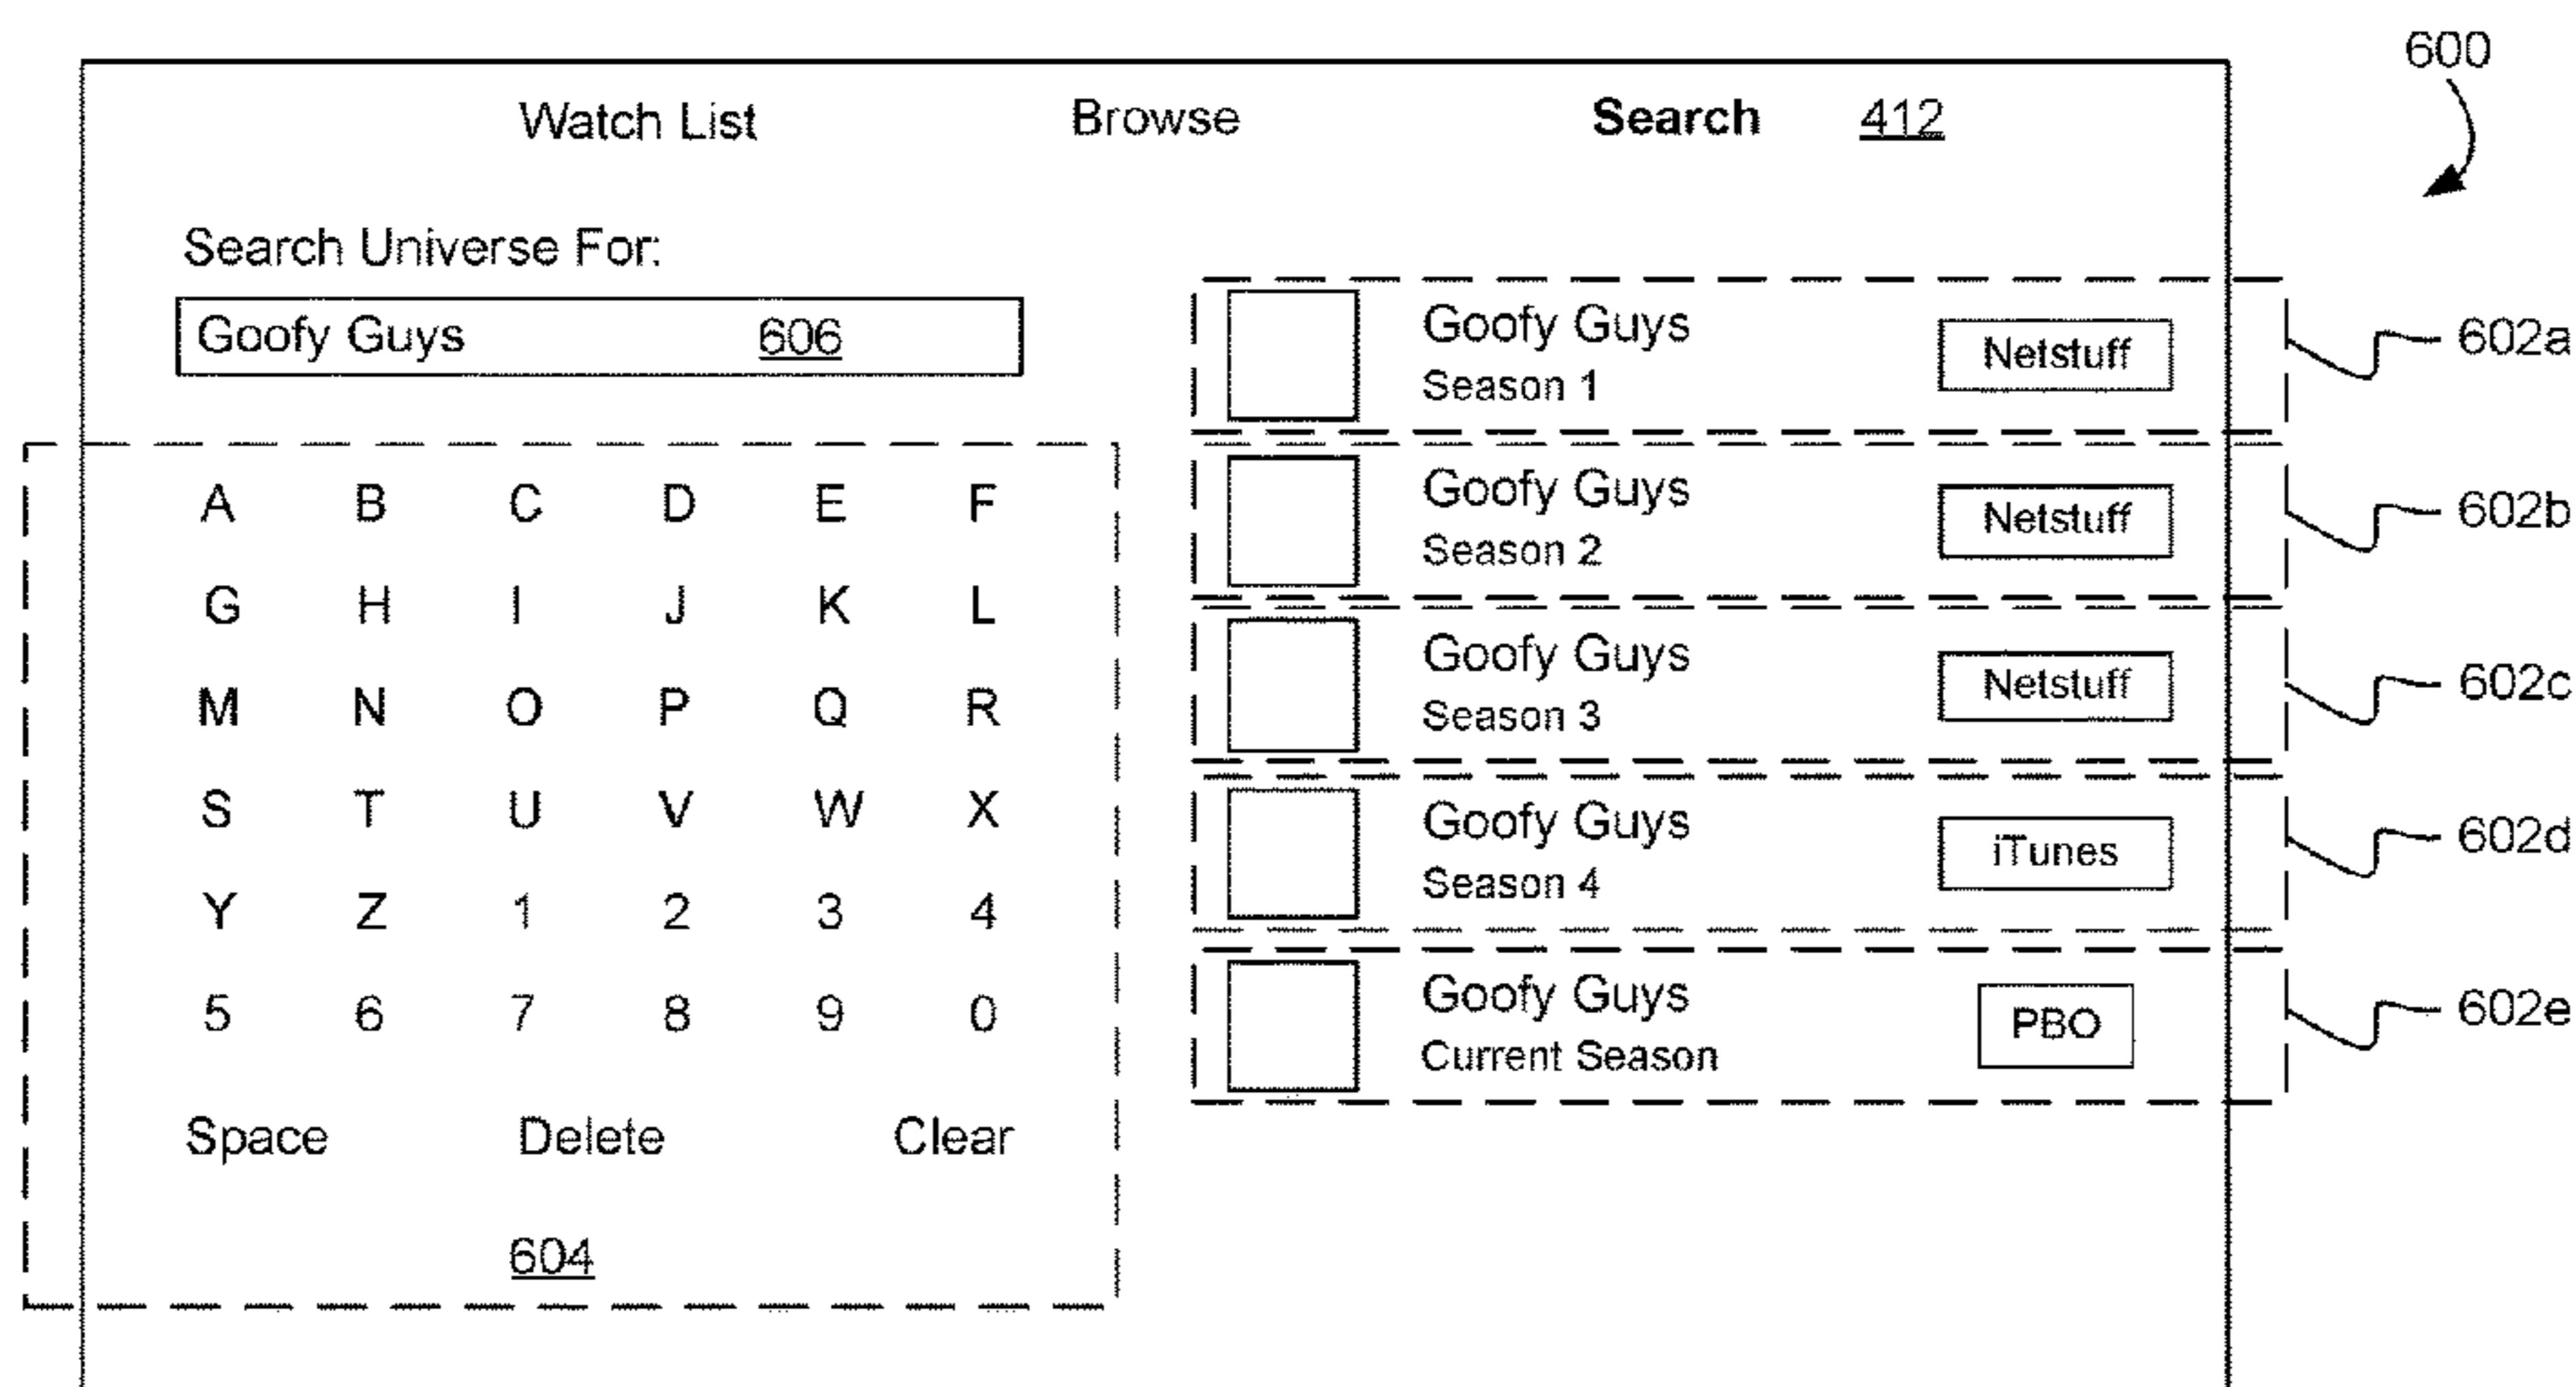 600
Watch List Browse Search 412
Search Universe For:
Goofy Guys 606
A B C D E F
G H I J K L
M N O P Q R
S T U V W X
Y Z 1 2 3 4
5 6 7 8 9 0
Space Delete Clear
604
Goofy Guys
Season 1
Netstuff
602a
Goofy Guys
Season 2
Netstuff
602b
Goofy Guys
Season 3
Netstuff
602c
Goofy Guys
Season 4
iTunes
602d
Goofy Guys
Current Season
PBO
602e